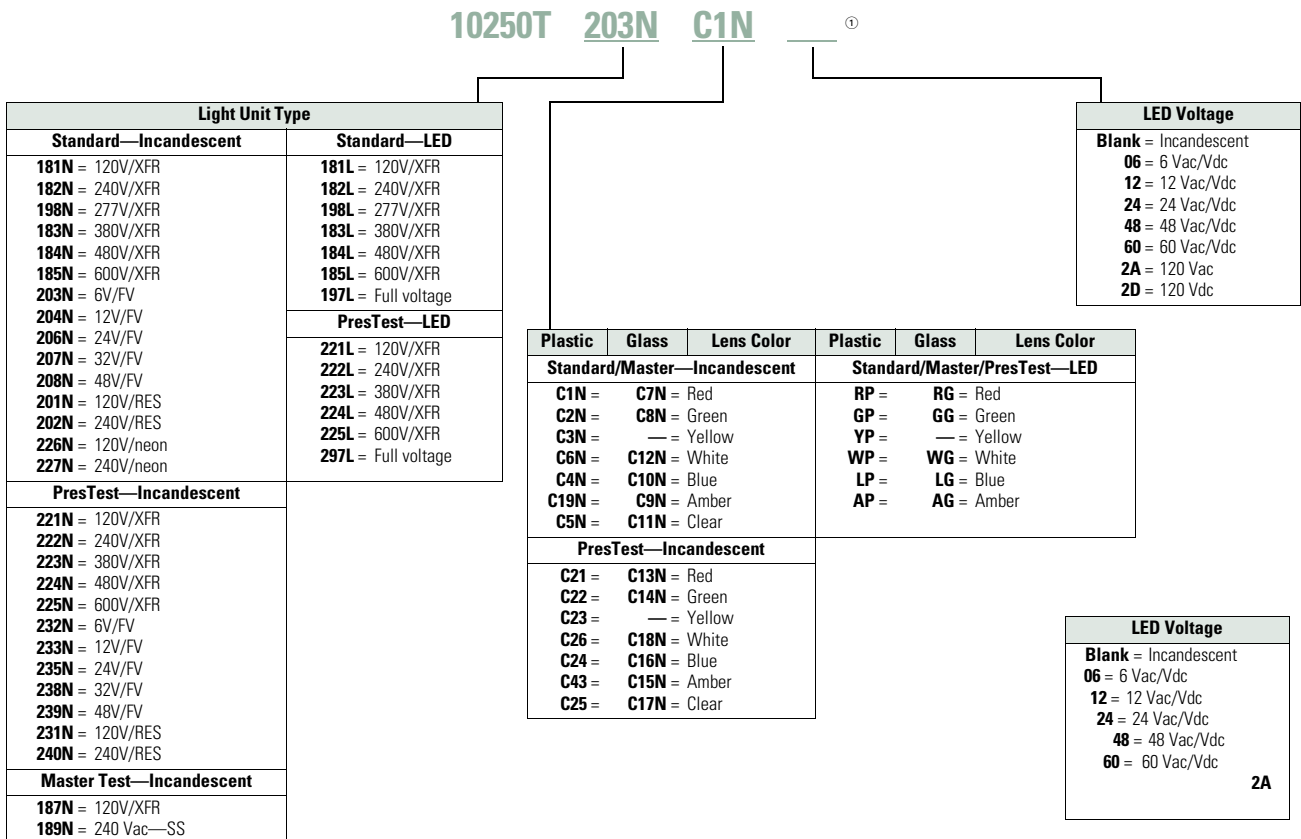 10250T 203N C1N ___ ①
Light Unit Type
Standard—Incandescent
181N = 120V/XFR
182N = 240V/XFR
198N = 277V/XFR
183N = 380V/XFR
184N = 480V/XFR
185N = 600V/XFR
203N = 6V/FV
204N = 12V/FV
206N = 24V/FV
207N = 32V/FV
208N = 48V/FV
201N = 120V/RES
202N = 240V/RES
226N = 120V/neon
227N = 240V/neon
PresTest—Incandescent
221N = 120V/XFR
222N = 240V/XFR
223N = 380V/XFR
224N = 480V/XFR
225N = 600V/XFR
232N = 6V/FV
233N = 12V/FV
235N = 24V/FV
238N = 32V/FV
239N = 48V/FV
231N = 120V/RES
240N = 240V/RES
Master Test—Incandescent
187N = 120V/XFR
189N = 240 Vac—SS
Standard—LED
181L = 120V/XFR
182L = 240V/XFR
198L = 277V/XFR
183L = 380V/XFR
184L = 480V/XFR
185L = 600V/XFR
197L = Full voltage
PresTest—LED
221L = 120V/XFR
222L = 240V/XFR
223L = 380V/XFR
224L = 480V/XFR
225L = 600V/XFR
297L = Full voltage
Plastic Glass Lens Color
Standard/Master—Incandescent
C1N = C7N = Red
C2N = C8N = Green
C3N = — = Yellow
C6N = C12N = White
C4N = C10N = Blue
C19N = C9N = Amber
C5N = C11N = Clear
PresTest—Incandescent
C21 = C13N = Red
C22 = C14N = Green
C23 = — = Yellow
C26 = C18N = White
C24 = C16N = Blue
C43 = C15N = Amber
C25 = C17N = Clear
Plastic Glass Lens Color
Standard/Master/PresTest—LED
RP = RG = Red
GP = GG = Green
YP = — = Yellow
WP = WG = White
LP = LG = Blue
AP = AG = Amber
LED Voltage
Blank = Incandescent
06 = 6 Vac/Vdc
12 = 12 Vac/Vdc
24 = 24 Vac/Vdc
48 = 48 Vac/Vdc
60 = 60 Vac/Vdc
2A = 120 Vac
2D = 120 Vdc
LED Voltage
Blank = Incandescent
06 = 6 Vac/Vdc
12 = 12 Vac/Vdc
24 = 24 Vac/Vdc
48 = 48 Vac/Vdc
60 = 60 Vac/Vdc
2A